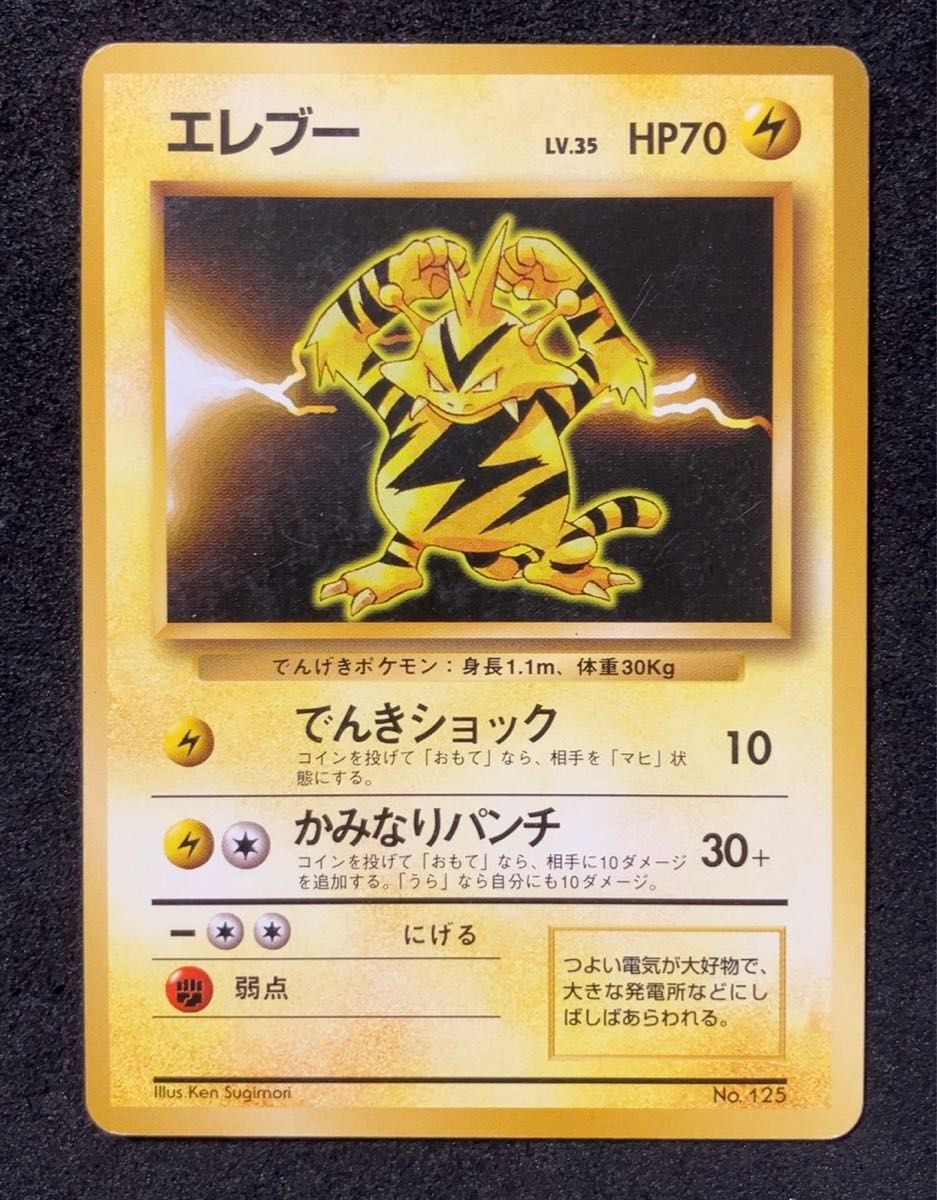 エレブー LV.35 HP70
でんげきポケモン：身長1.1m、体重30Kg
でんきショック 10
コインを投げて「おもて」なら、相手を「マヒ」状
態にする。
かみなりパンチ 30+
コインを投げて「おもて」なら、相手に10ダメージ
を追加する。「うら」なら自分にも10ダメージ。
にげる
弱点
つよい電気が大好物で、
大きな発電所などにし
ばしばあらわれる。
Illus.Ken Sugimori No. 125